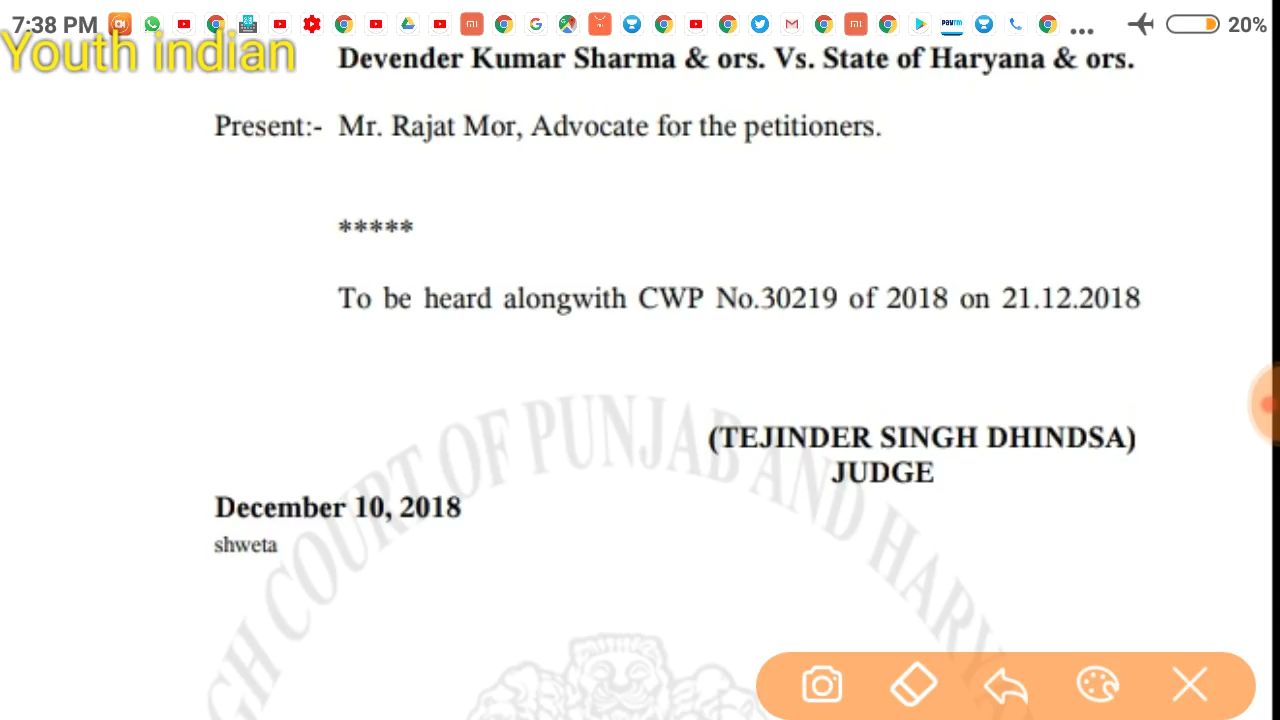 7:38 PM
20%
Youth indian
Devender Kumar Sharma & ors. Vs. State of Haryana & ors.
Present:- Mr. Rajat Mor, Advocate for the petitioners.
*****
To be heard alongwith CWP No.30219 of 2018 on 21.12.2018
(TEJINDER SINGH DHINDSA)
JUDGE
December 10, 2018
shweta
GH COURT OF PUNJAB AND HARYA